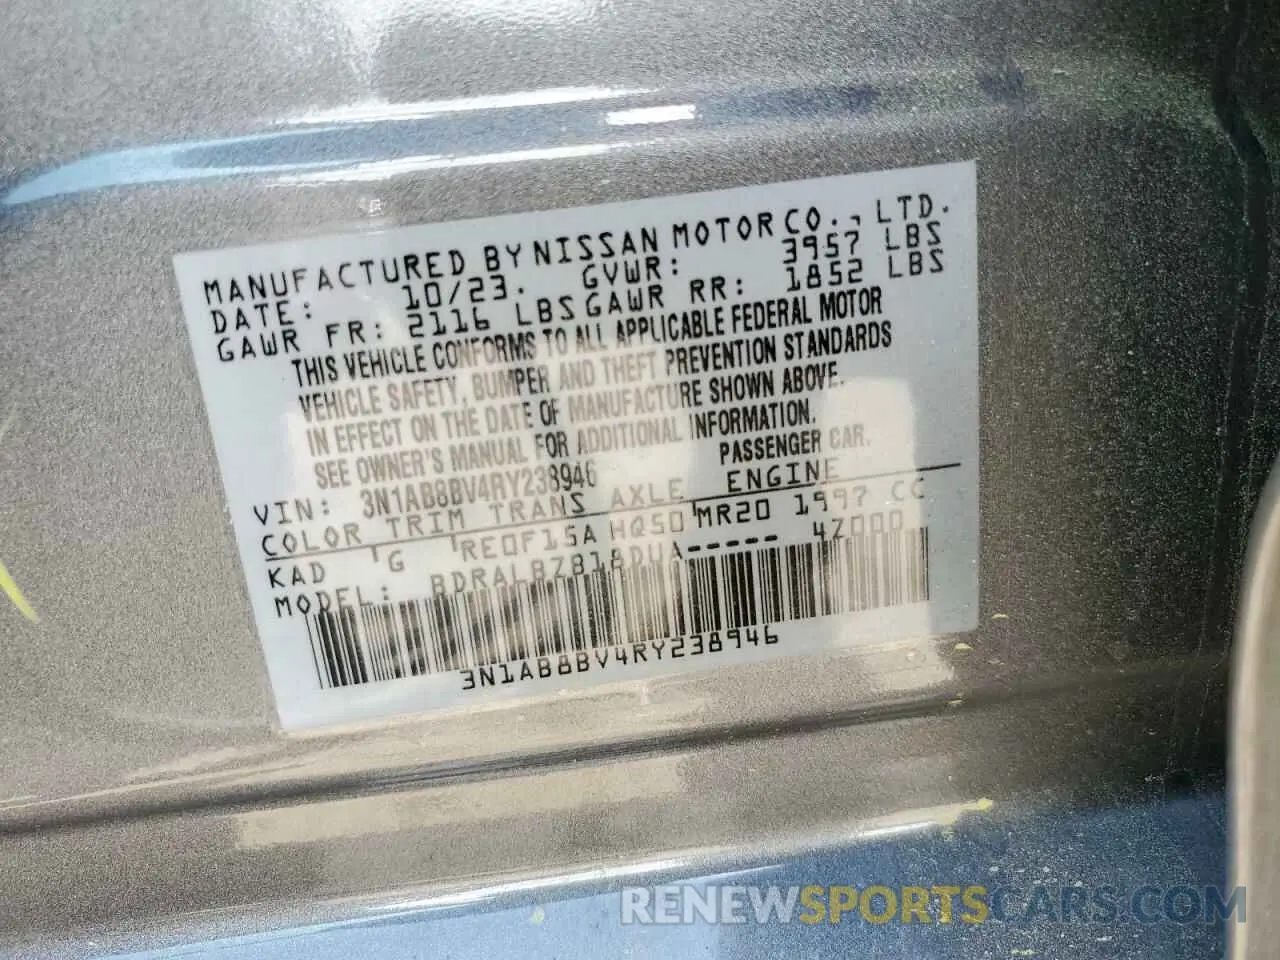 MANUFACTURED BY NISSAN MOTOR CO., LTD.
DATE: 10/23. GVWR: 3957 LBS
GAWR FR: 2116 LBS GAWR RR: 1852 LBS
THIS VEHICLE CONFORMS TO ALL APPLICABLE FEDERAL MOTOR
VEHICLE SAFETY, BUMPER AND THEFT PREVENTION STANDARDS
IN EFFECT ON THE DATE OF MANUFACTURE SHOWN ABOVE.
SEE OWNER'S MANUAL FOR ADDITIONAL INFORMATION.
VIN: 3N1AB8BV4RY238946 PASSENGER CAR.
COLOR TRIM TRANS AXLE ENGINE
KAD G RE0F15A HQ50 MR20 1997 CC
MODEL: BDRALBZB18DUA----- 4Z000
3N1AB8BV4RY238946
RENEWSPORTSCARS.COM